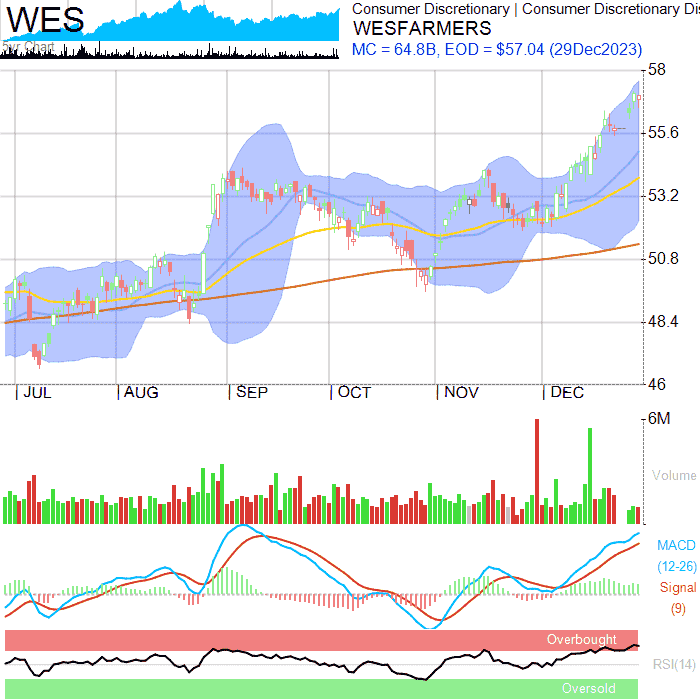 WES
5yr Chart
Consumer Discretionary | Consumer Discretionary Dis
WESFARMERS
MC = 64.8B, EOD = $57.04 (29Dec2023)
58
55.6
53.2
50.8
48.4
46
| JUL | AUG | SEP | OCT | NOV | DEC
6M
Volume
MACD
(12-26)
Signal
(9)
Overbought
RSI(14)
Oversold